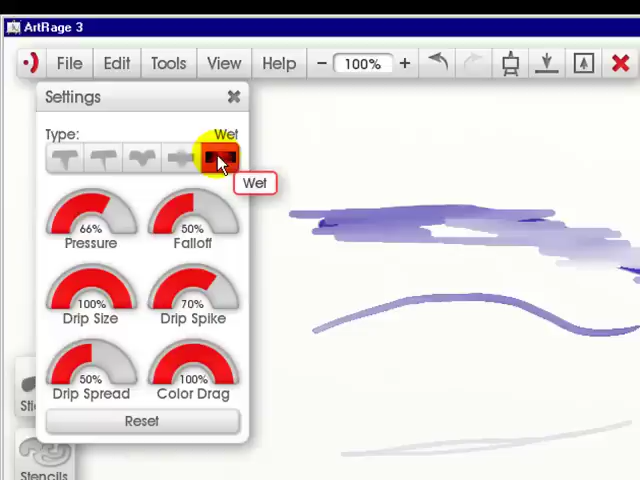 ArtRage 3
File Edit Tools View Help − 100% +
Settings
Type: Wet
Wet
66% 50%
Pressure Falloff
100% 70%
Drip Size Drip Spike
50% 100%
Drip Spread Color Drag
Reset
Stencils